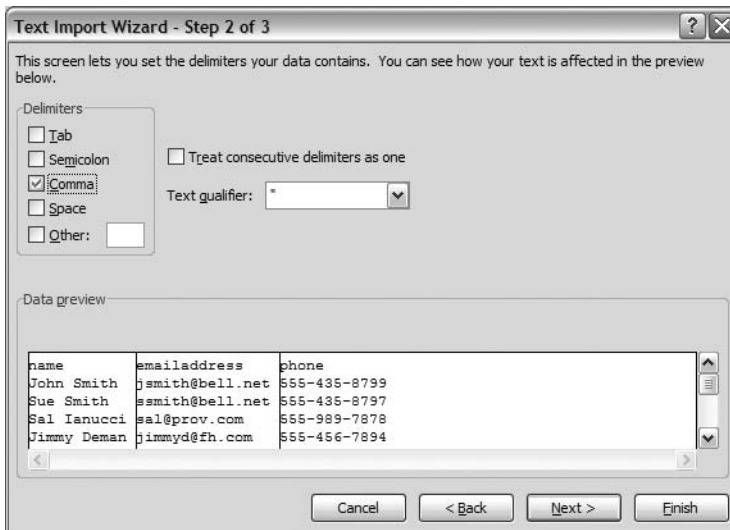 Text Import Wizard - Step 2 of 3
This screen lets you set the delimiters your data contains. You can see how your text is affected in the preview
below.
Delimiters
Tab
Semicolon
Comma
Space
Other:
Treat consecutive delimiters as one
Text qualifier: "
Data preview
name emailaddress phone
John Smith jsmith@bell.net 555-435-8799
Sue Smith ssmith@bell.net 555-435-8797
Sal Ianucci sal@prov.com 555-989-7878
Jimmy Deman jimmyd@fh.com 555-456-7894
Cancel < Back Next > Finish